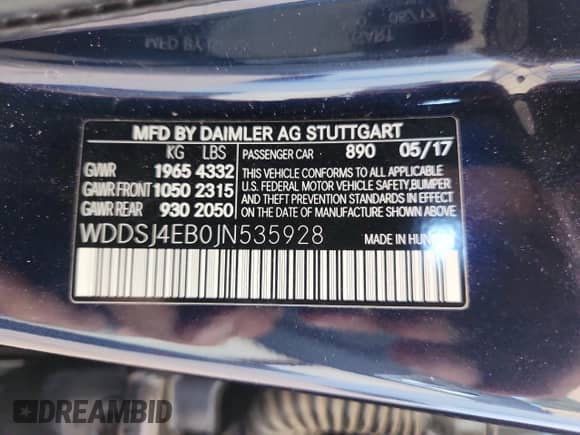 MFD BY DAIMLER AG STUTTGART
KG LBS PASSENGER CAR 890 05/17
GVWR 1965 4332 THIS VEHICLE CONFORMS TO ALL APPLICABLE
GAWR FRONT 1050 2315 U.S. FEDERAL MOTOR VEHICLE SAFETY, BUMPER
GAWR REAR 930 2050 AND THEFT PREVENTION STANDARDS IN EFFECT
ON THE DATE OF MANUFACTURE SHOWN ABOVE.
WDDSJ4EB0JN535928 MADE IN
DREAMBID